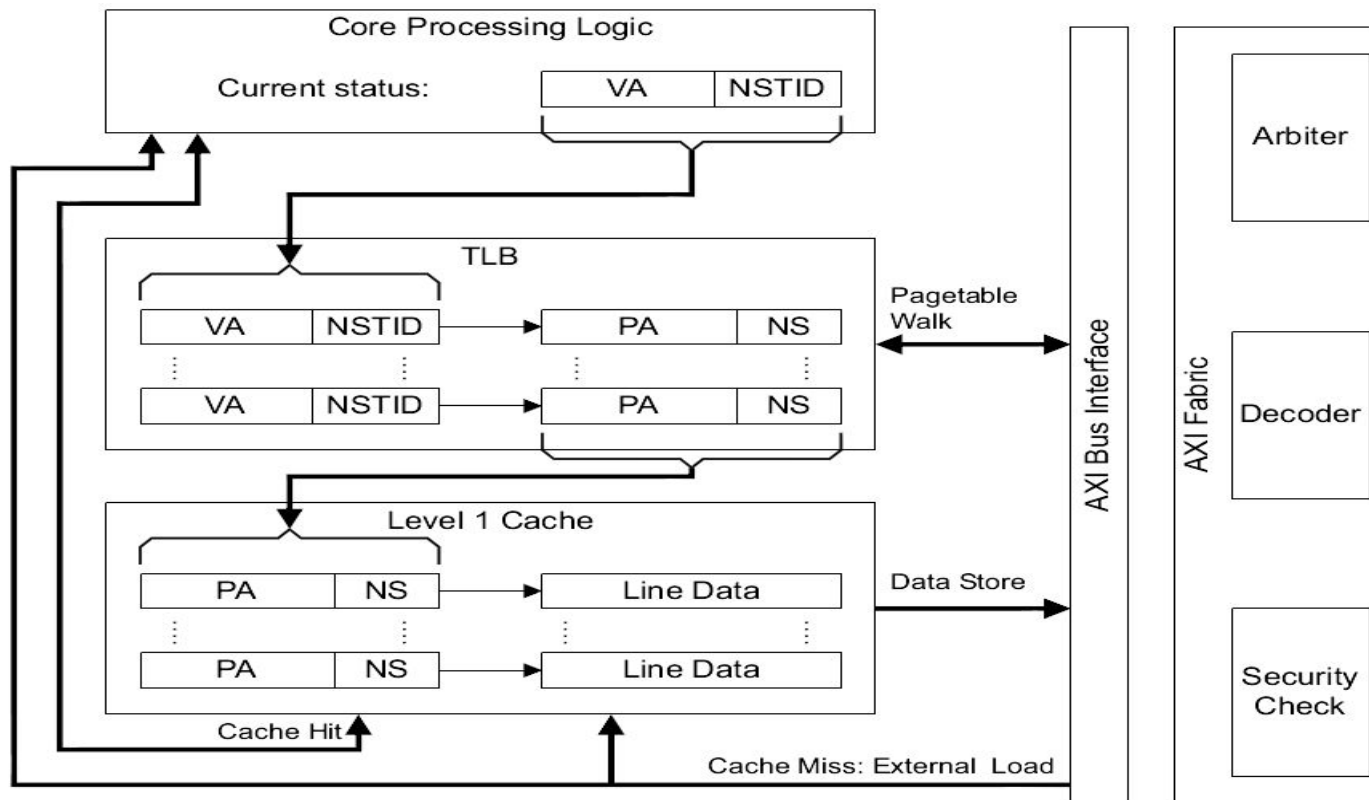 Core Processing Logic
Current status:
VA NSTID
TLB
VA NSTID PA NS
VA NSTID PA NS
Pagetable
Walk
Level 1 Cache
PA NS Line Data
PA NS Line Data
Data Store
Cache Hit
Cache Miss: External Load
AXI Bus Interface
AXI Fabric
Arbiter
Decoder
Security
Check